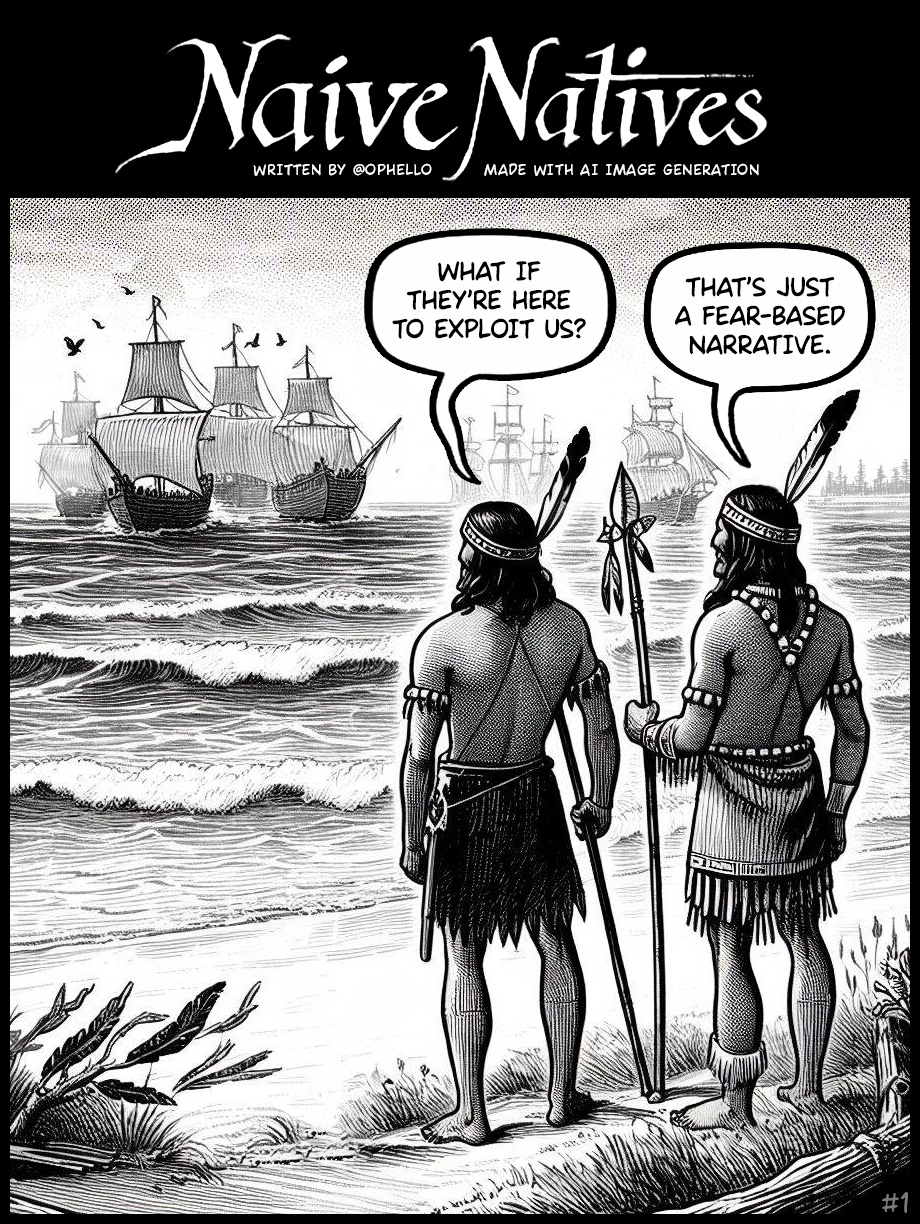 Naive Natives
WRITTEN BY @OPHELLO MADE WITH AI IMAGE GENERATION
WHAT IF
THEY'RE HERE
TO EXPLOIT US?
THAT'S JUST
A FEAR-BASED
NARRATIVE.
#1